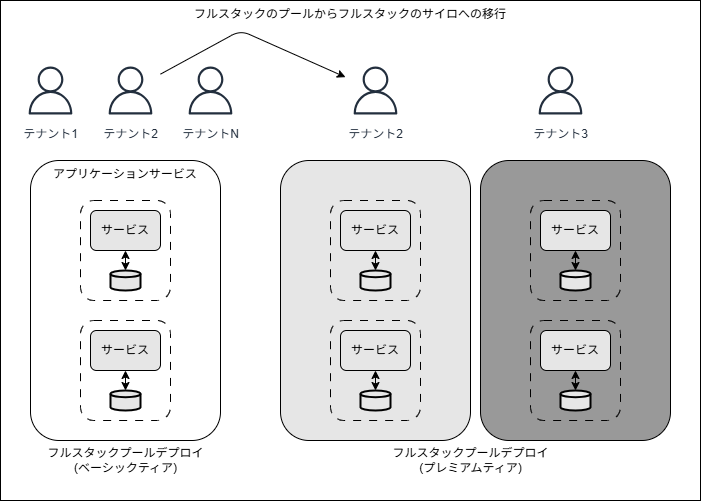 フルスタックのプールからフルスタックのサイロへの移行
テナント1
テナント2
テナントN
テナント2
テナント3
アプリケーションサービス
サービス
サービス
サービス
サービス
サービス
サービス
フルスタックプールデプロイ
(ベーシックティア)
フルスタックプールデプロイ
(プレミアムティア)